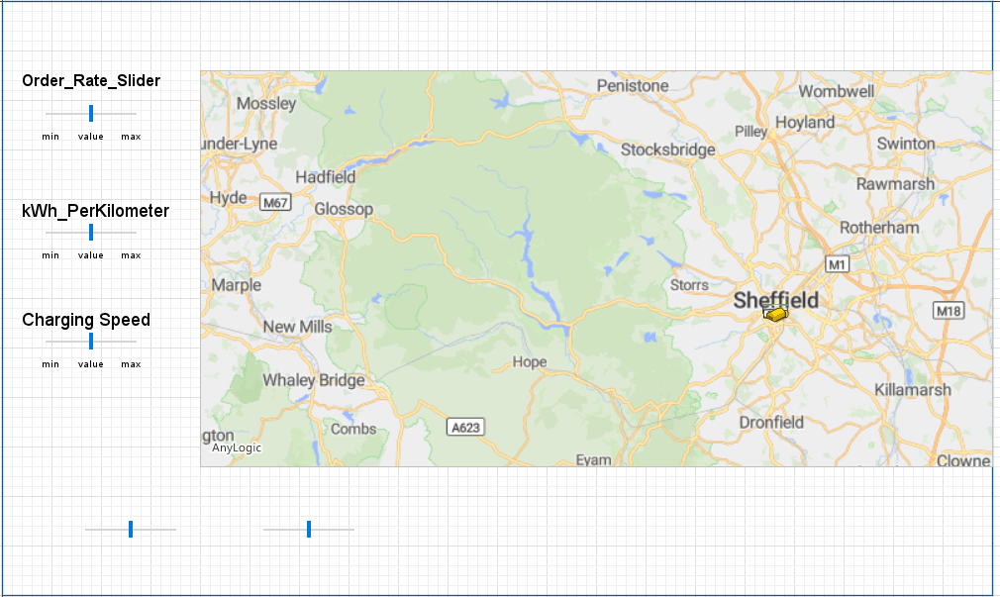 Order_Rate_Slider
min value max
kWh_PerKilometer
min value max
Charging Speed
min value max
Penistone
Wombwell
Mossley
Hoyland
Pilley
under-Lyne
Stocksbridge
Swinton
Hadfield
Rawmarsh
Hyde
M67
Glossop
Rotherham
M1
Marple
Storrs
Sheffield
M18
New Mills
Hope
Whaley Bridge
Killamarsh
Dronfield
A623
Combs
gton
AnyLogic
Eyam
Clowne